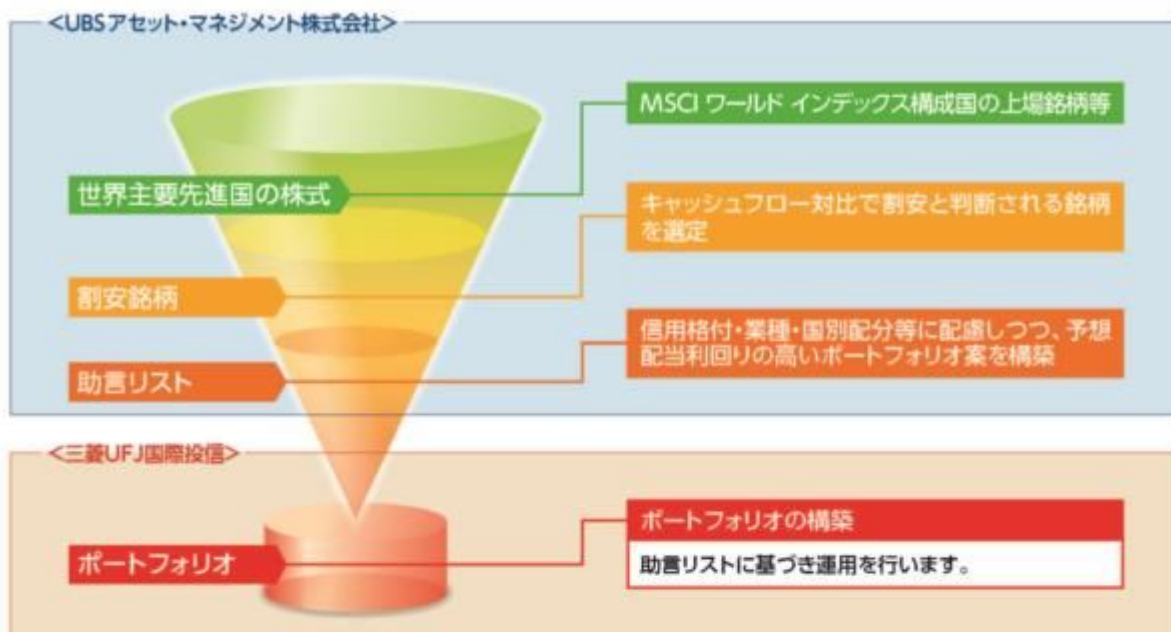 <UBSアセット・マネジメント株式会社>
MSCI ワールド インデックス構成国の上場銘柄等
世界主要先進国の株式
キャッシュフロー対比で割安と判断される銘柄
を選定
割安銘柄
信用格付・業種・国別配分等に配慮しつつ、予想
配当利回りの高いポートフォリオ案を構築
助言リスト
<三菱UFJ国際投信>
ポートフォリオの構築
ポートフォリオ
助言リストに基づき運用を行います。